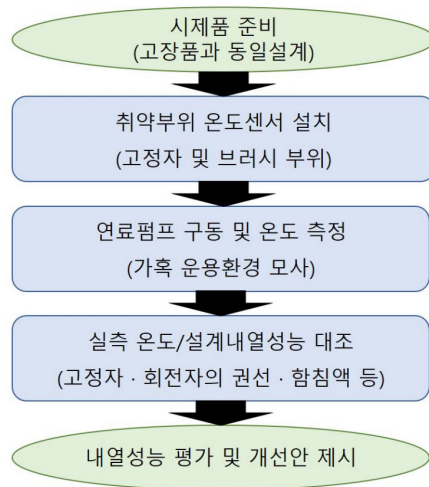 시제품 준비
(고장품과 동일설계)
취약부위 온도센서 설치
(고정자 및 브러시 부위)
연료펌프 구동 및 온도 측정
(가혹 운용환경 모사)
실측 온도/설계내열성능 대조
(고정자 · 회전자의 권선 · 함침액 등)
내열성능 평가 및 개선안 제시